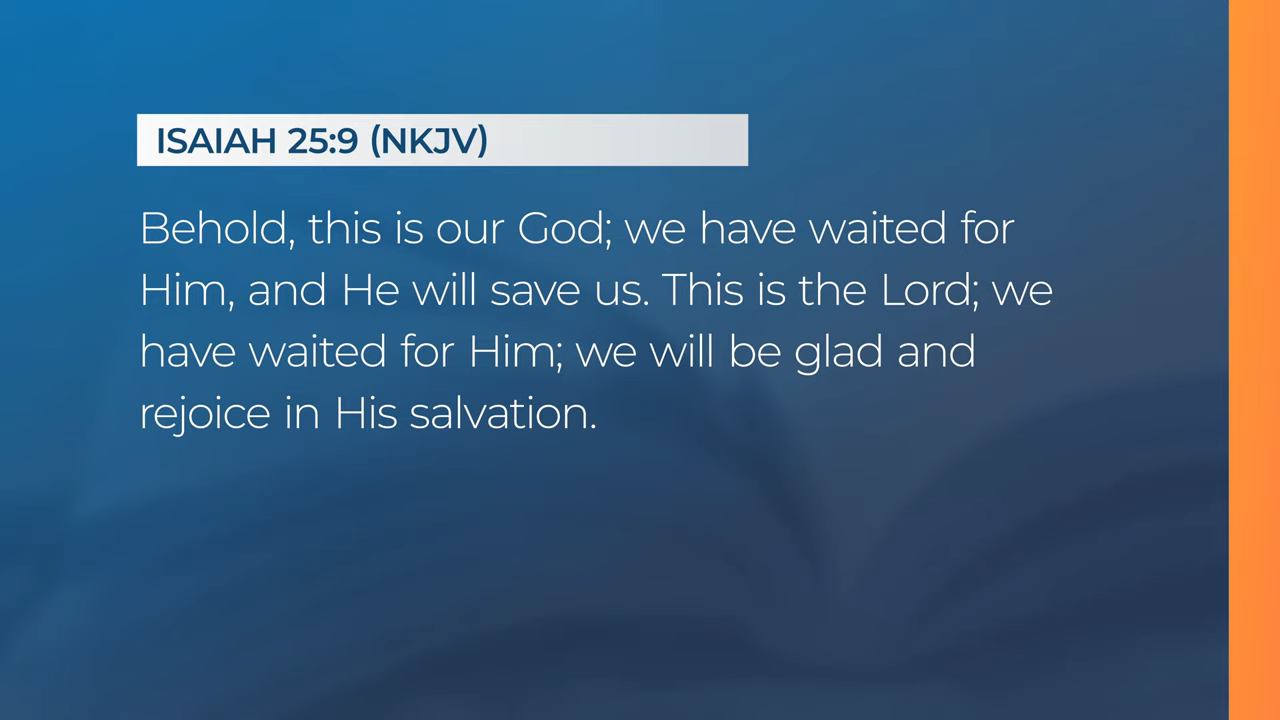 ISAIAH 25:9 (NKJV)
Behold, this is our God; we have waited for
Him, and He will save us. This is the Lord; we
have waited for Him; we will be glad and
rejoice in His salvation.